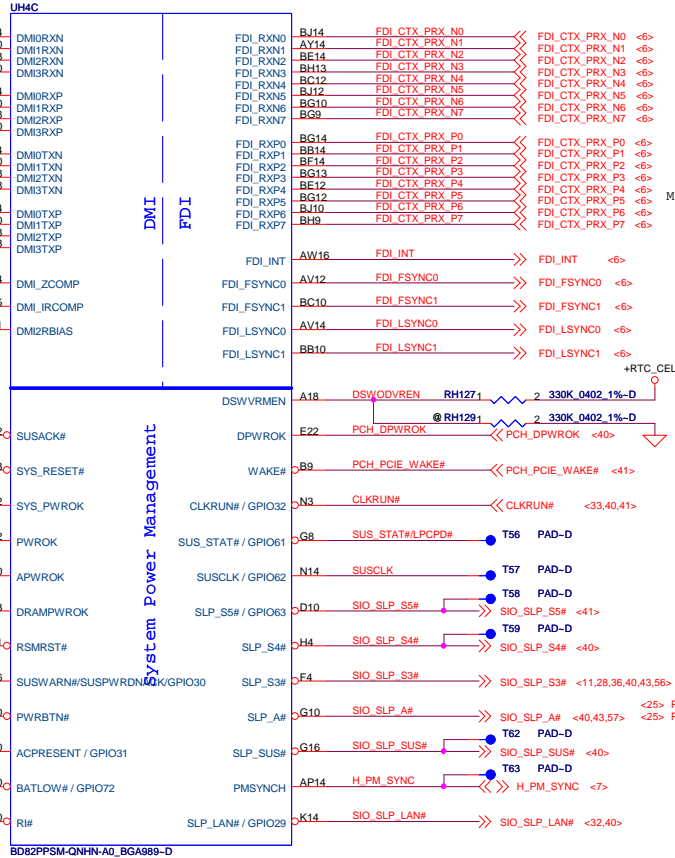 UH4C
DMI0RXN FDI_RXN0 BJ14 FDI_CTX_PRX_N0 FDI_CTX_PRX_N0 <6>
DMI1RXN FDI_RXN1 AY14 FDI_CTX_PRX_N1 FDI_CTX_PRX_N1 <6>
DMI2RXN FDI_RXN2 BE14 FDI_CTX_PRX_N2 FDI_CTX_PRX_N2 <6>
DMI3RXN FDI_RXN3 BH13 FDI_CTX_PRX_N3 FDI_CTX_PRX_N3 <6>
FDI_RXN4 BC12 FDI_CTX_PRX_N4 FDI_CTX_PRX_N4 <6>
DMI0RXP FDI_RXN5 BJ12 FDI_CTX_PRX_N5 FDI_CTX_PRX_N5 <6>
DMI1RXP FDI_RXN6 BG10 FDI_CTX_PRX_N6 FDI_CTX_PRX_N6 <6>
DMI2RXP FDI_RXN7 BG9 FDI_CTX_PRX_N7 FDI_CTX_PRX_N7 <6>
DMI3RXP
FDI_RXP0 BG14 FDI_CTX_PRX_P0 FDI_CTX_PRX_P0 <6>
DMI0TXN FDI_RXP1 BB14 FDI_CTX_PRX_P1 FDI_CTX_PRX_P1 <6>
DMI1TXN FDI_RXP2 BF14 FDI_CTX_PRX_P2 FDI_CTX_PRX_P2 <6>
DMI2TXN FDI_RXP3 BG13 FDI_CTX_PRX_P3 FDI_CTX_PRX_P3 <6>
DMI3TXN FDI_RXP4 BE12 FDI_CTX_PRX_P4 FDI_CTX_PRX_P4 <6>
FDI_RXP5 BG12 FDI_CTX_PRX_P5 FDI_CTX_PRX_P5 <6> M
DMI0TXP FDI_RXP6 BJ10 FDI_CTX_PRX_P6 FDI_CTX_PRX_P6 <6>
DMI1TXP FDI_RXP7 BH9 FDI_CTX_PRX_P7 FDI_CTX_PRX_P7 <6>
DMI2TXP
DMI3TXP
DMI
FDI
FDI_INT AW16 FDI_INT FDI_INT <6>
DMI_ZCOMP FDI_FSYNC0 AV12 FDI_FSYNC0 FDI_FSYNC0 <6>
DMI_IRCOMP FDI_FSYNC1 BC10 FDI_FSYNC1 FDI_FSYNC1 <6>
DMI2RBIAS FDI_LSYNC0 AV14 FDI_LSYNC0 FDI_LSYNC0 <6>
FDI_LSYNC1 BB10 FDI_LSYNC1 FDI_LSYNC1 <6>
+RTC_CEL
DSWVRMEN A18 DSWODVREN RH127 1 2 330K_0402_1%~D
@ RH129 1 2 330K_0402_1%~D
System Power Management
SUSACK# DPWROK E22 PCH_DPWROK PCH_DPWROK <40>
SYS_RESET# WAKE# B9 PCH_PCIE_WAKE# PCH_PCIE_WAKE# <41>
SYS_PWROK CLKRUN# / GPIO32 N3 CLKRUN# CLKRUN# <33,40,41>
PWROK SUS_STAT# / GPIO61 G8 SUS_STAT#/LPCPD# T56 PAD~D
APWROK SUSCLK / GPIO62 N14 SUSCLK T57 PAD~D
T58 PAD~D
DRAMPWROK SLP_S5# / GPIO63 D10 SIO_SLP_S5# SIO_SLP_S5# <41>
T59 PAD~D
RSMRST# SLP_S4# H4 SIO_SLP_S4# SIO_SLP_S4# <40>
SUSWARN#/SUSPWRDNACK/GPIO30 SLP_S3# F4 SIO_SLP_S3# SIO_SLP_S3# <11,28,36,40,43,56>
<25>
PWRBTN# SLP_A# G10 SIO_SLP_A# SIO_SLP_A# <40,43,57> <25>
T62 PAD~D
ACPRESENT / GPIO31 SLP_SUS# G16 SIO_SLP_SUS# SIO_SLP_SUS# <40>
T63 PAD~D
BATLOW# / GPIO72 PMSYNCH AP14 H_PM_SYNC H_PM_SYNC <7>
RI# SLP_LAN# / GPIO29 K14 SIO_SLP_LAN# SIO_SLP_LAN# <32,40>
BD82PPSM-QNHN-A0_BGA989~D